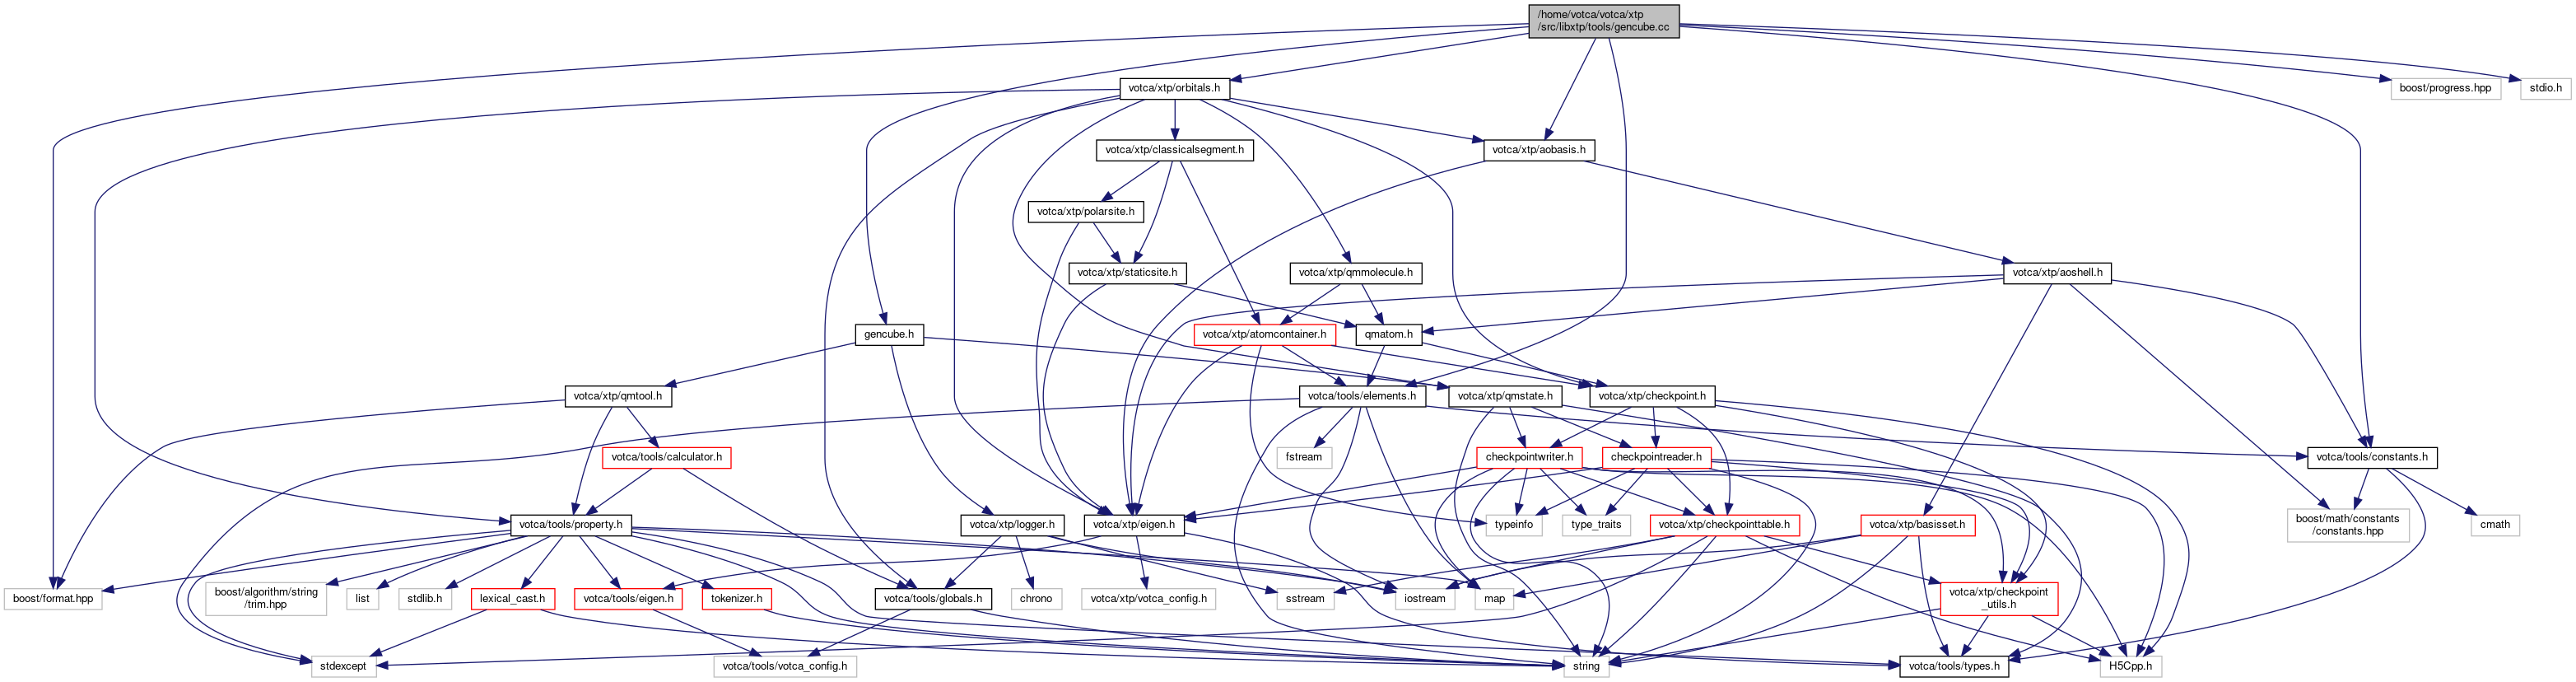 /home/votca/votca/xtp
/src/libxtp/tools/gencube.cc
votca/xtp/orbitals.h
boost/progress.hpp
stdio.h
votca/xtp/classicalsegment.h
votca/xtp/aobasis.h
votca/xtp/polarsite.h
votca/xtp/staticsite.h
votca/xtp/qmmolecule.h
votca/xtp/aoshell.h
gencube.h
votca/xtp/atomcontainer.h
qmatom.h
votca/xtp/qmtool.h
votca/tools/elements.h
votca/xtp/qmstate.h
votca/xtp/checkpoint.h
votca/tools/calculator.h
fstream
checkpointwriter.h
checkpointreader.h
votca/tools/constants.h
votca/tools/property.h
votca/xtp/logger.h
votca/xtp/eigen.h
typeinfo
type_traits
votca/xtp/checkpointtable.h
votca/xtp/basisset.h
boost/math/constants
/constants.hpp
cmath
boost/format.hpp
boost/algorithm/string
/trim.hpp
list
stdlib.h
lexical_cast.h
votca/tools/eigen.h
tokenizer.h
votca/tools/globals.h
chrono
votca/xtp/votca_config.h
sstream
iostream
map
votca/xtp/checkpoint
_utils.h
stdexcept
votca/tools/votca_config.h
string
votca/tools/types.h
H5Cpp.h